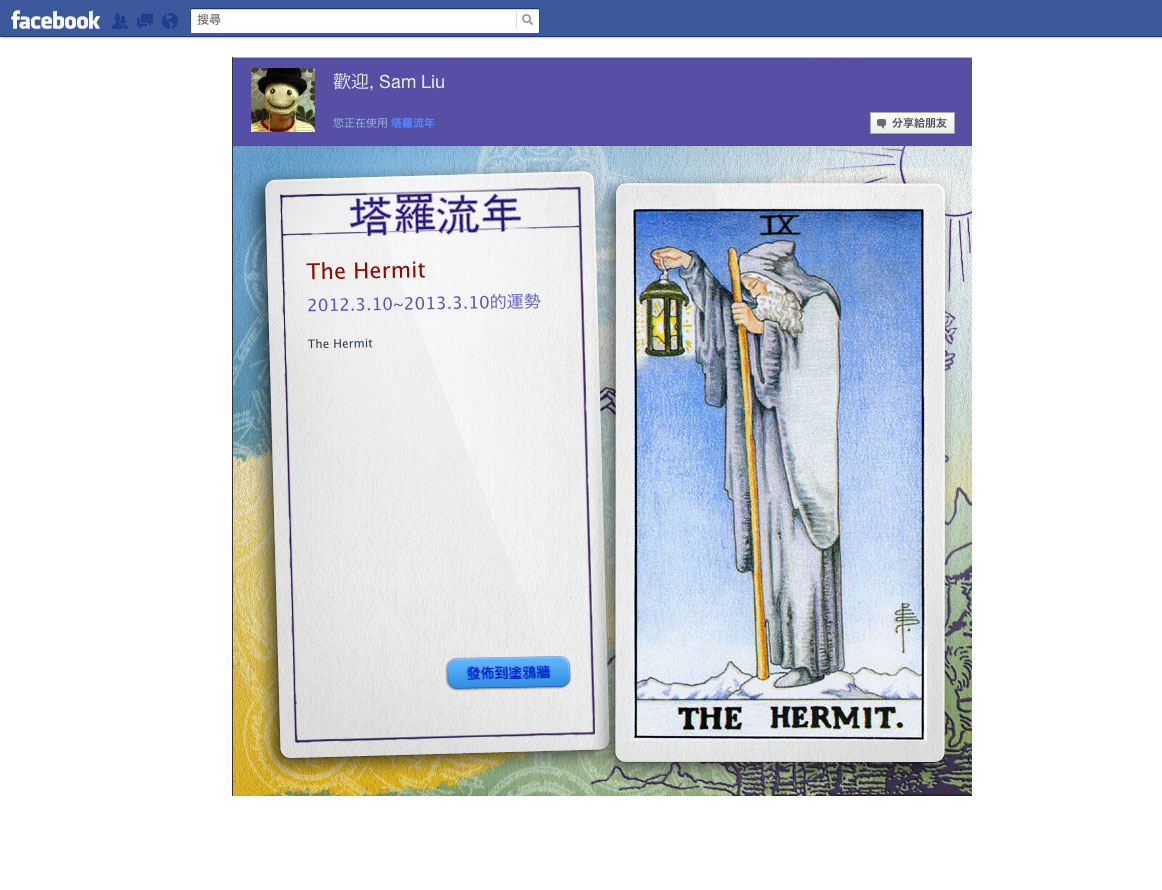 facebook
搜尋
歡迎, Sam Liu
您正在使用 塔羅流年
分享給朋友
塔羅流年
The Hermit
2012.3.10~2013.3.10的運勢
The Hermit
發佈到塗鴉牆
IX
THE HERMIT.